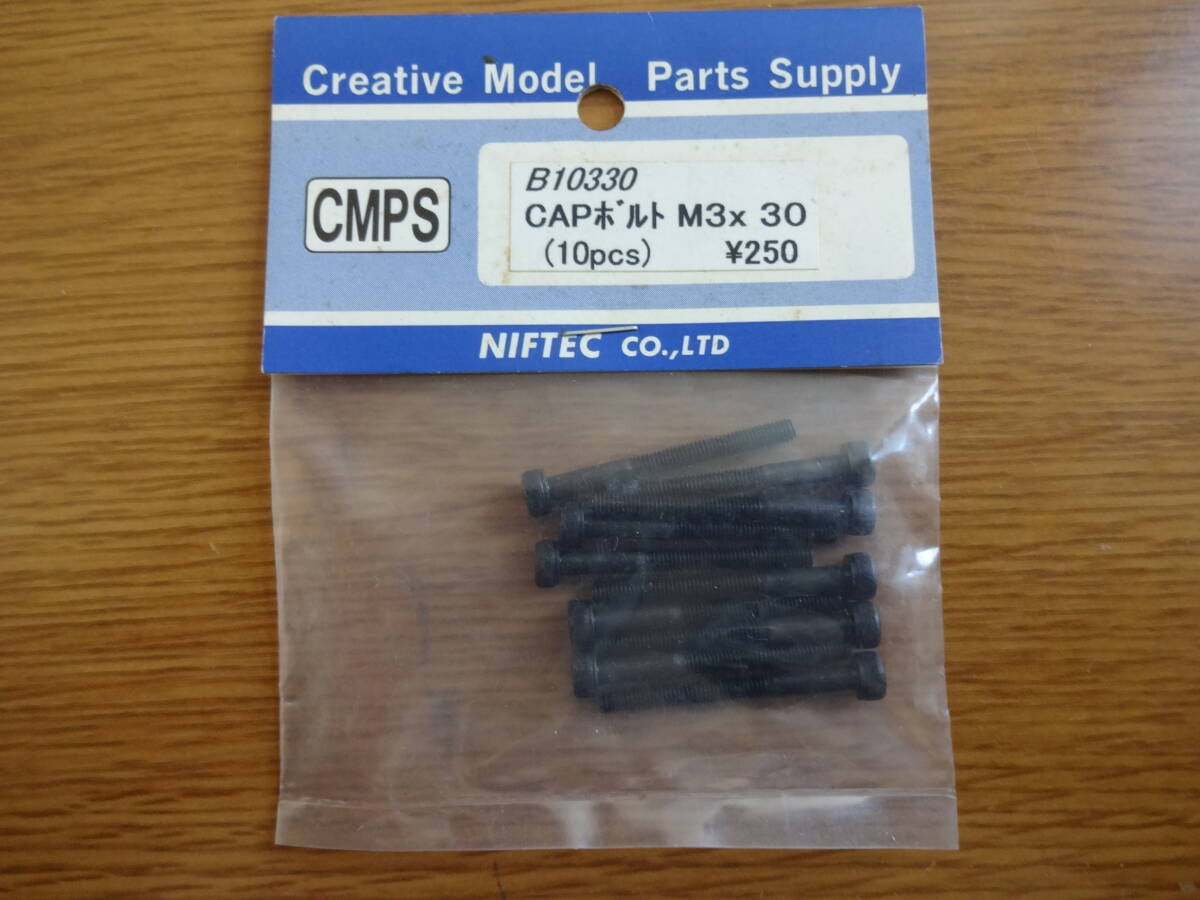 Creative Model Parts Supply
CMPS
B10330
CAPボルト M3x 30
(10pcs) ¥250
NIFTEC CO.,LTD